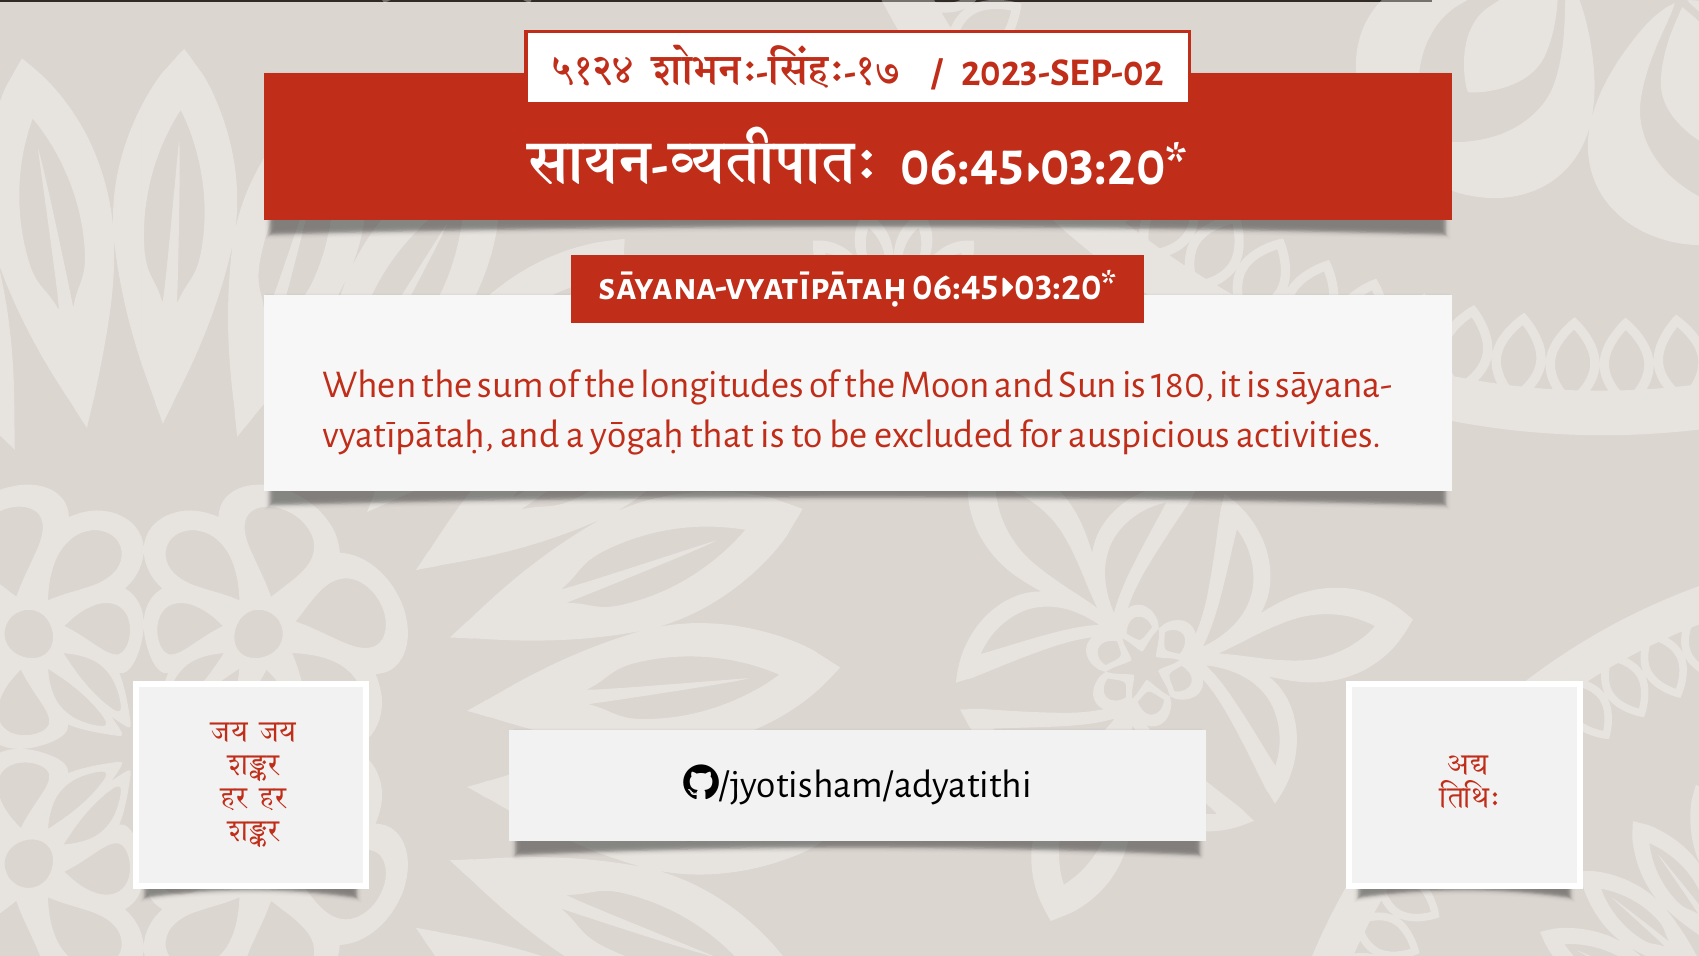 ५१२४ शोभनः-सिंहः-१७ / 2023-SEP-02
सायन-व्यतीपातः 06:45▸03:20*
SĀYANA-VYATĪPĀTAḤ 06:45▸03:20*
When the sum of the longitudes of the Moon and Sun is 180, it is sāyana-
vyatīpātaḥ, and a yōgaḥ that is to be excluded for auspicious activities.
जय जय
शङ्कर
हर हर
शङ्कर
/jyotisham/adyatithi
अद्य
तिथिः